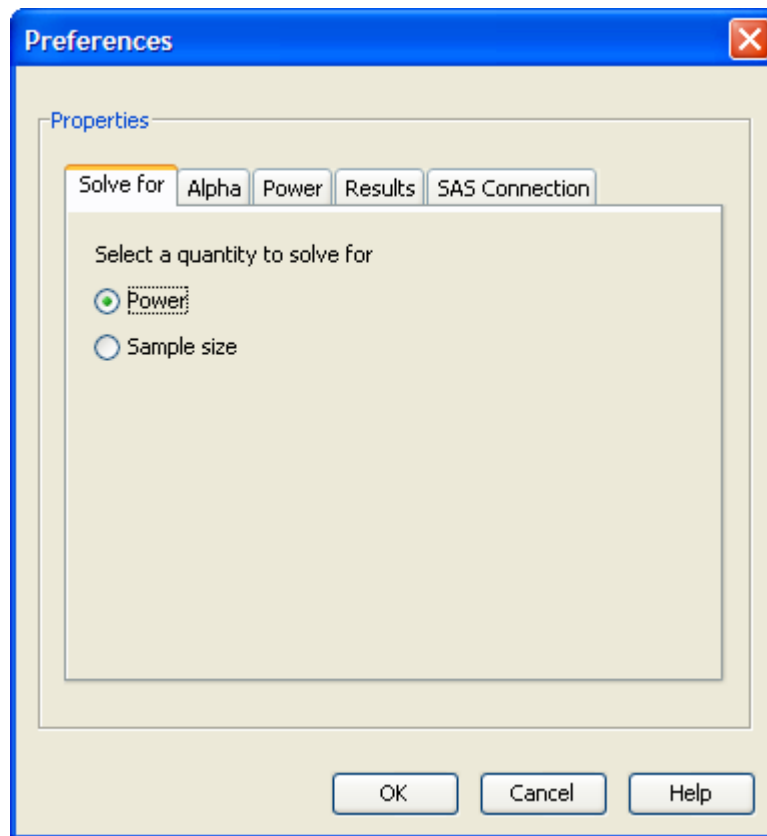 Preferences
Properties
Solve for Alpha Power Results SAS Connection
Select a quantity to solve for
Power
Sample size
OK Cancel Help